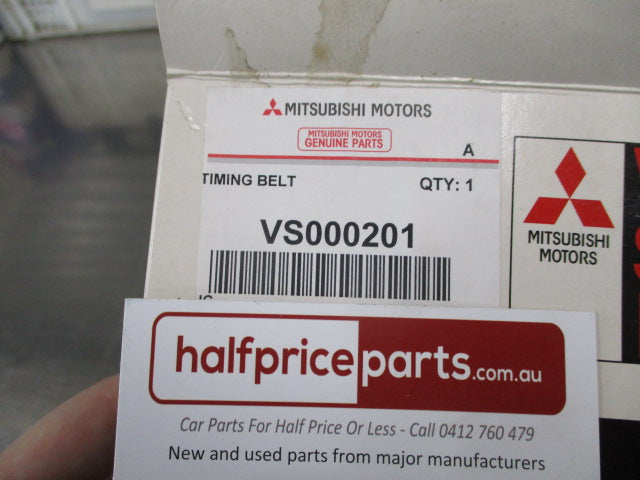 MITSUBISHI MOTORS
MITSUBISHI MOTORS
GENUINE PARTS
A
TIMING BELT QTY: 1
VS000201
MITSUBISHI
MOTORS
halfpriceparts.com.au
Car Parts For Half Price Or Less - Call 0412 760 479
New and used parts from major manufacturers